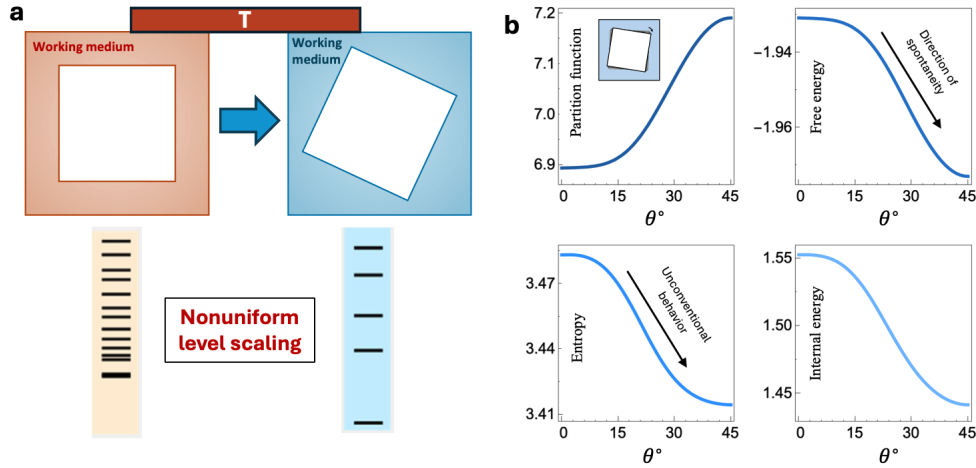 a
T
Working medium
Working
medium
Nonuniform
level scaling
b
Partition function
7.2
7.1
7.0
6.9
0 15 30 45
θ°
Free energy
−1.94
−1.96
Direction of
spontaneity
0 15 30 45
θ°
Entropy
3.47
3.44
3.41
Unconventional
behavior
0 15 30 45
θ°
Internal energy
1.55
1.50
1.45
0 15 30 45
θ°